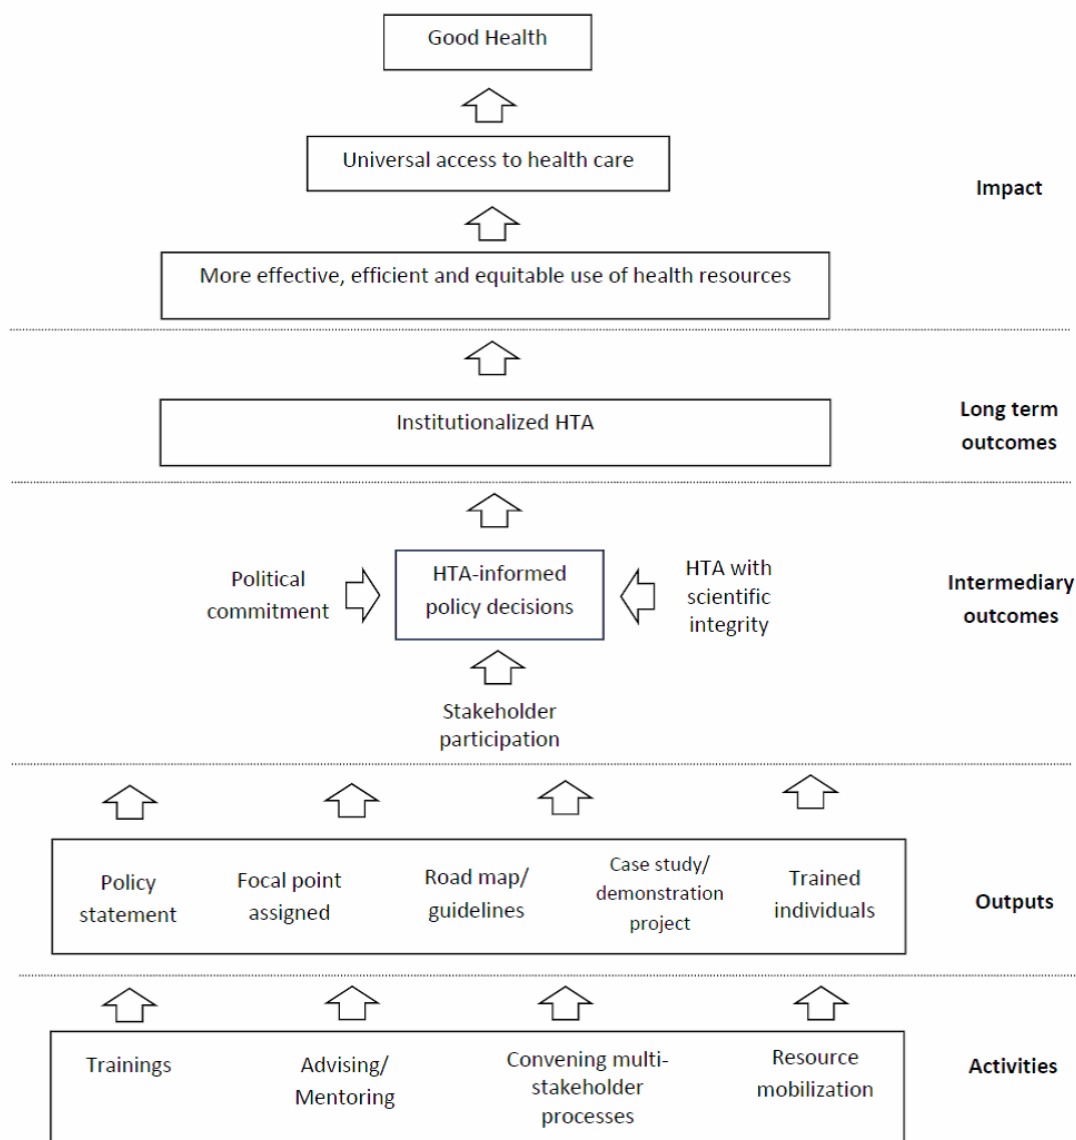 Good Health
Universal access to health care
Impact
More effective, efficient and equitable use of health resources
Institutionalized HTA
Long term
outcomes
Political
commitment
HTA-informed
policy decisions
HTA with
scientific
integrity
Intermediary
outcomes
Stakeholder
participation
Policy
statement
Focal point
assigned
Road map/
guidelines
Case study/
demonstration
project
Trained
individuals
Outputs
Trainings
Advising/
Mentoring
Convening multi-
stakeholder
processes
Resource
mobilization
Activities